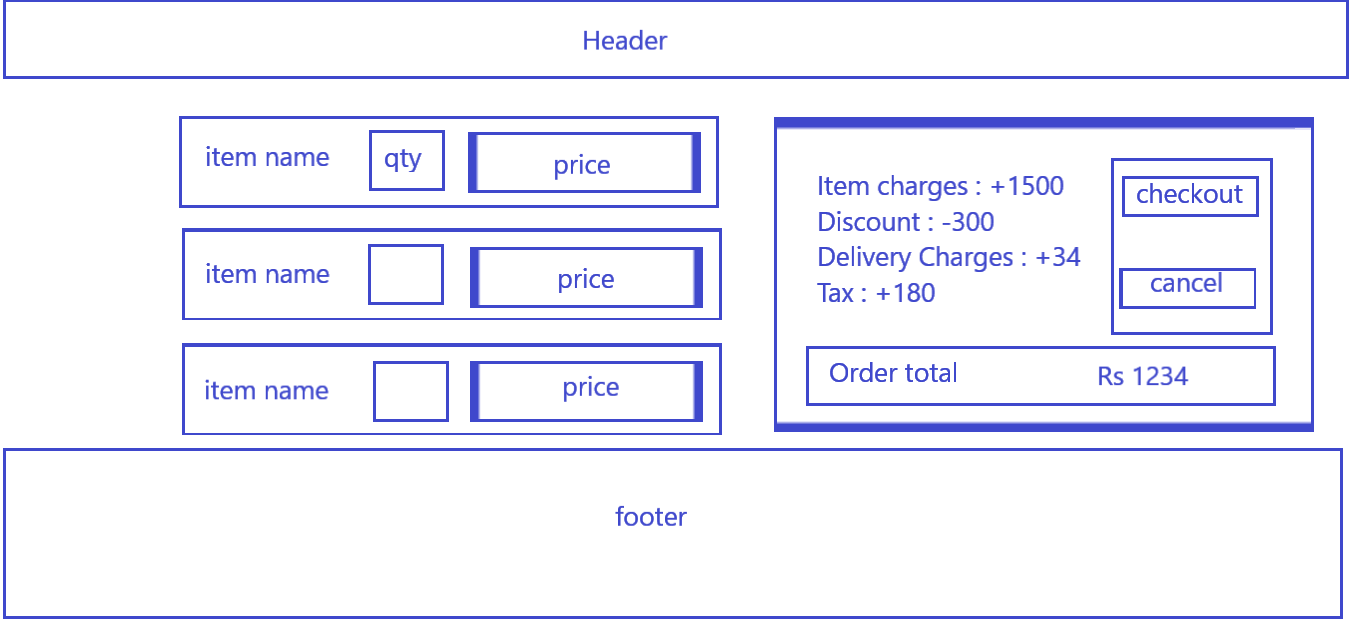 Header
item name qty price
item name price
item name price
Item charges : +1500
Discount : -300
Delivery Charges : +34
Tax : +180
checkout
cancel
Order total Rs 1234
footer